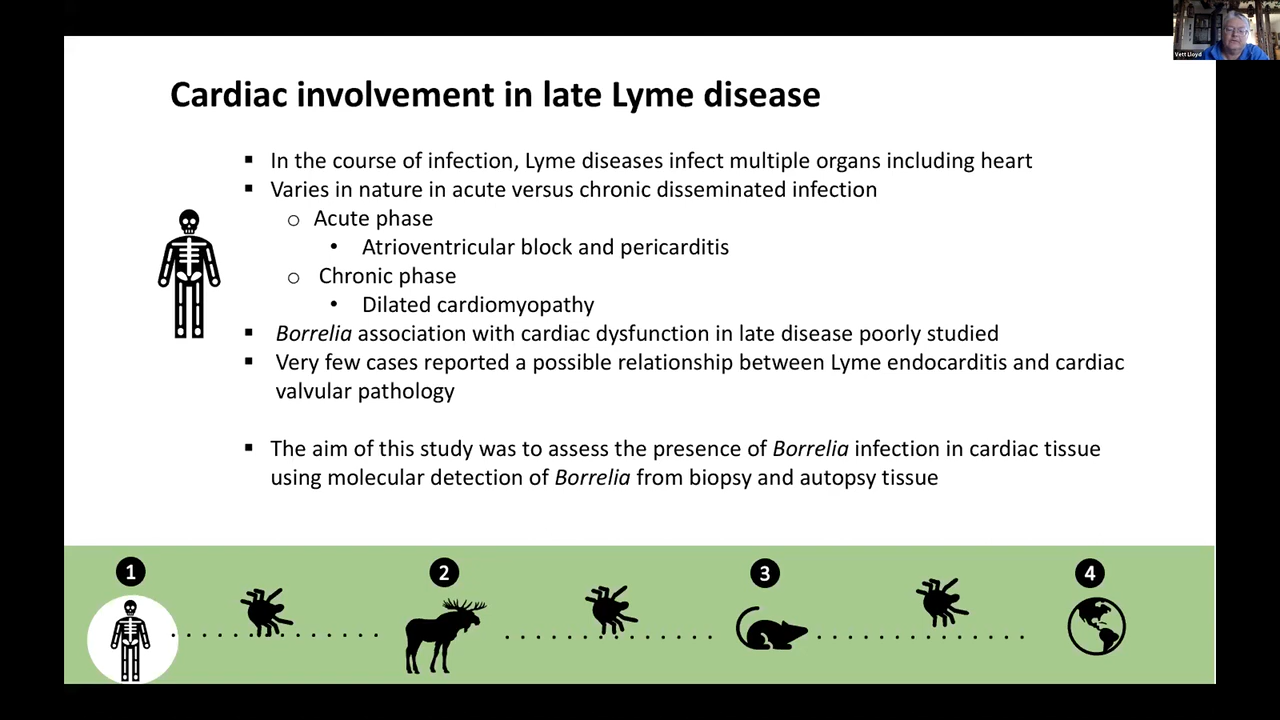 Vett Lloyd
Cardiac involvement in late Lyme disease
▪ In the course of infection, Lyme diseases infect multiple organs including heart
▪ Varies in nature in acute versus chronic disseminated infection
o Acute phase
• Atrioventricular block and pericarditis
o Chronic phase
• Dilated cardiomyopathy
▪ Borrelia association with cardiac dysfunction in late disease poorly studied
▪ Very few cases reported a possible relationship between Lyme endocarditis and cardiac
valvular pathology
▪ The aim of this study was to assess the presence of Borrelia infection in cardiac tissue
using molecular detection of Borrelia from biopsy and autopsy tissue
1 2 3 4